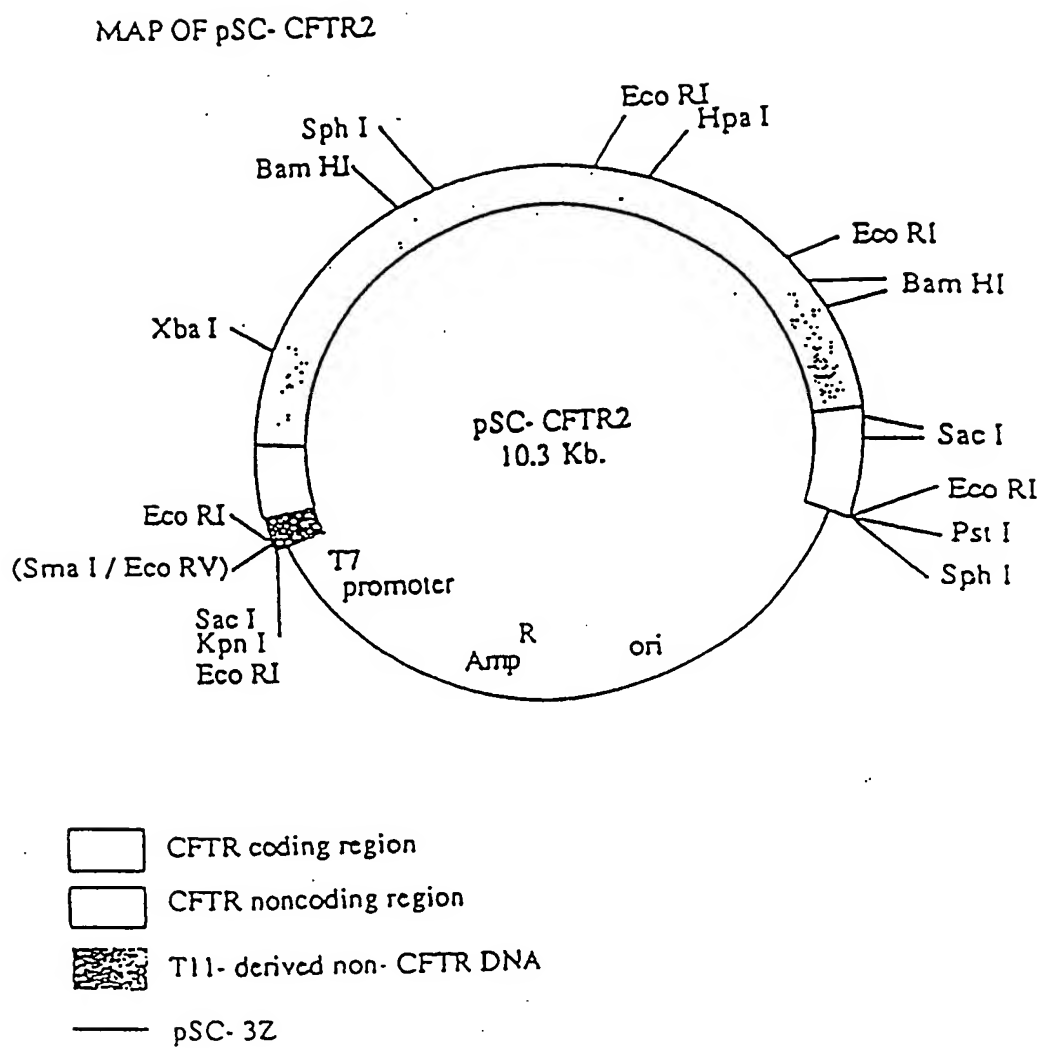 MAP OF pSC- CFTR2
Eco RI
Hpa I
Sph I
Bam HI
Eco RI
Bam HI
Xba I
pSC- CFTR2
10.3 Kb.
Sac I
Eco RI
Pst I
Sph I
Eco RI
(Sma I / Eco RV)
T7
promoter
Sac I
Kpn I
Eco RI
Amp R
ori
CFTR coding region
CFTR noncoding region
T11- derived non- CFTR DNA
pSC- 3Z